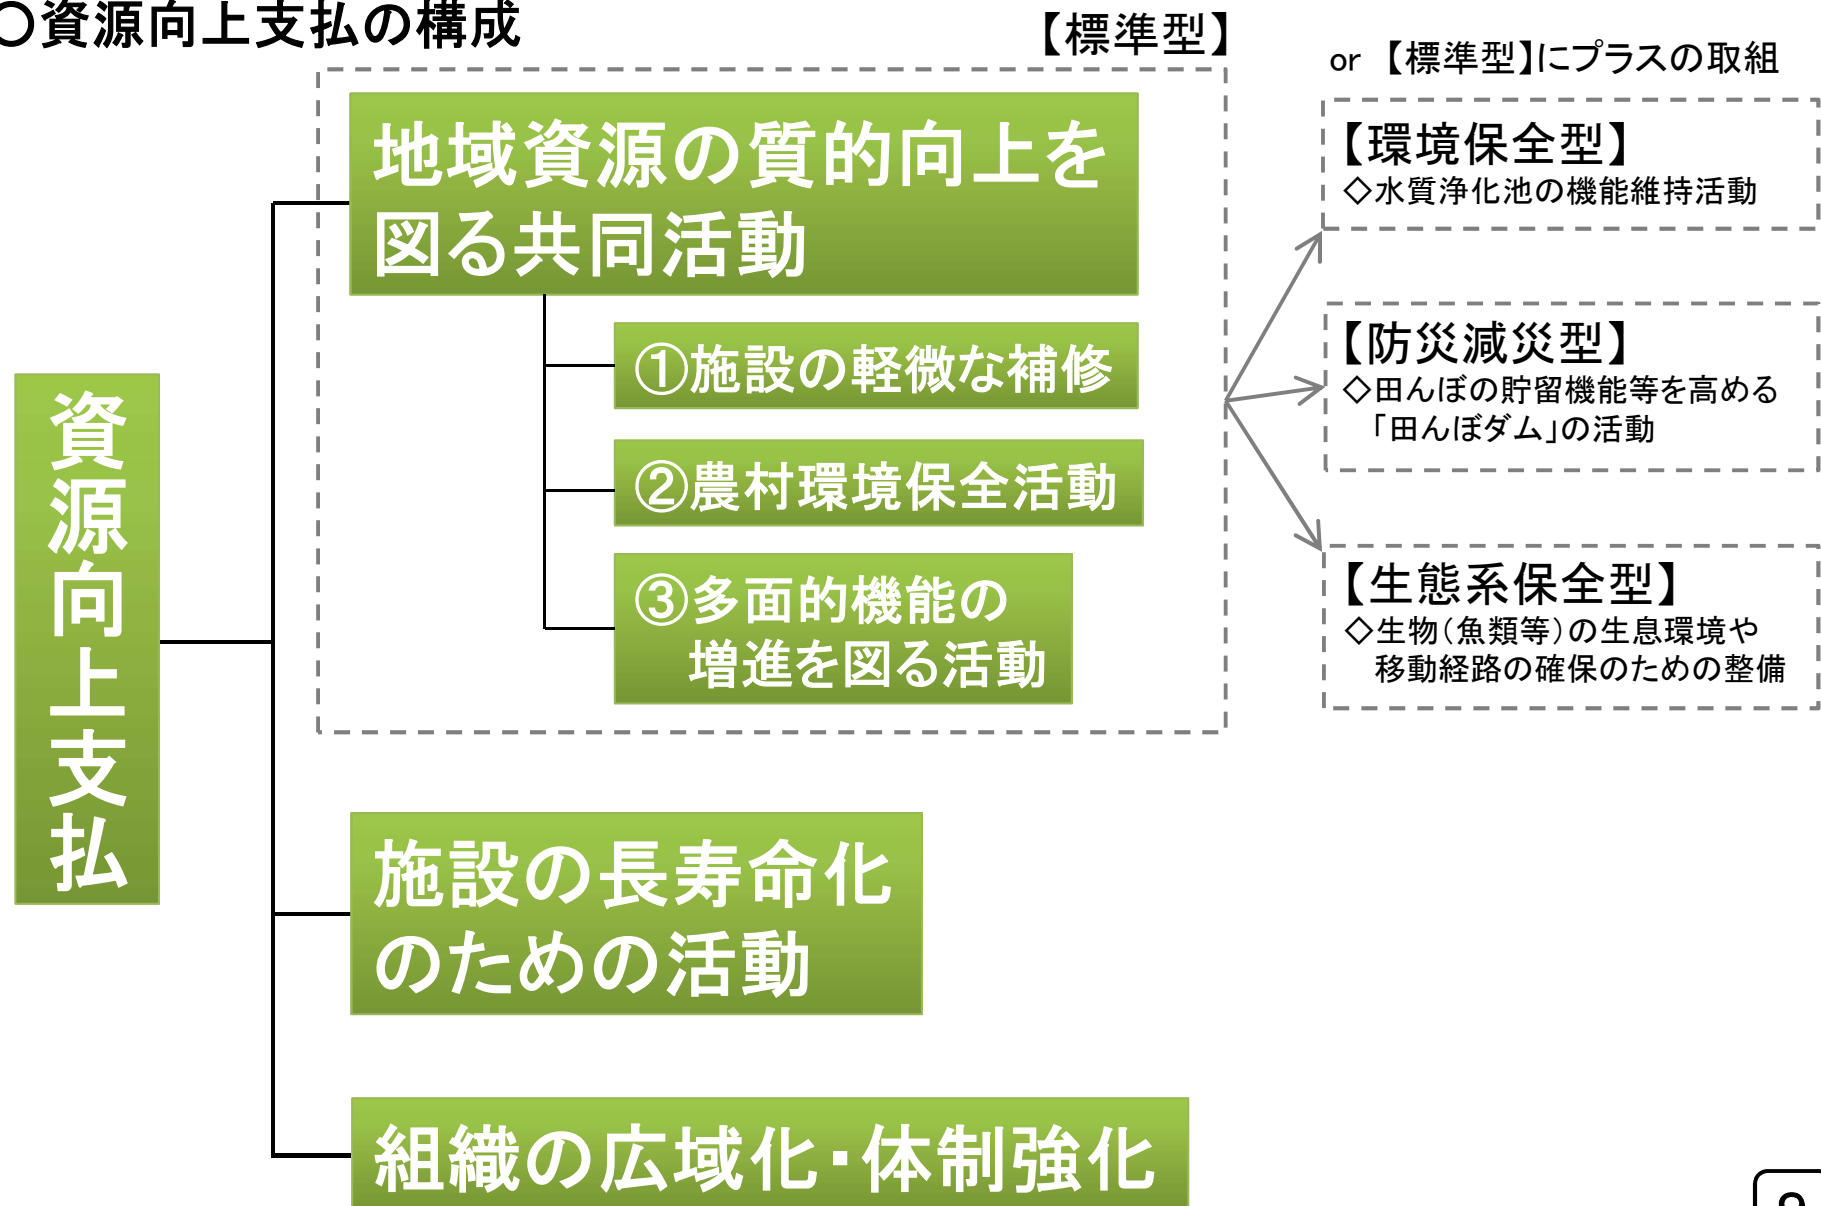 〇資源向上支払の構成
【標準型】
or 【標準型】にプラスの取組
地域資源の質的向上を
図る共同活動
①施設の軽微な補修
②農村環境保全活動
③多面的機能の
増進を図る活動
【環境保全型】
◇水質浄化池の機能維持活動
【防災減災型】
◇田んぼの貯留機能等を高める
「田んぼダム」の活動
【生態系保全型】
◇生物(魚類等)の生息環境や
移動経路の確保のための整備
資源向上支払
施設の長寿命化
のための活動
組織の広域化・体制強化